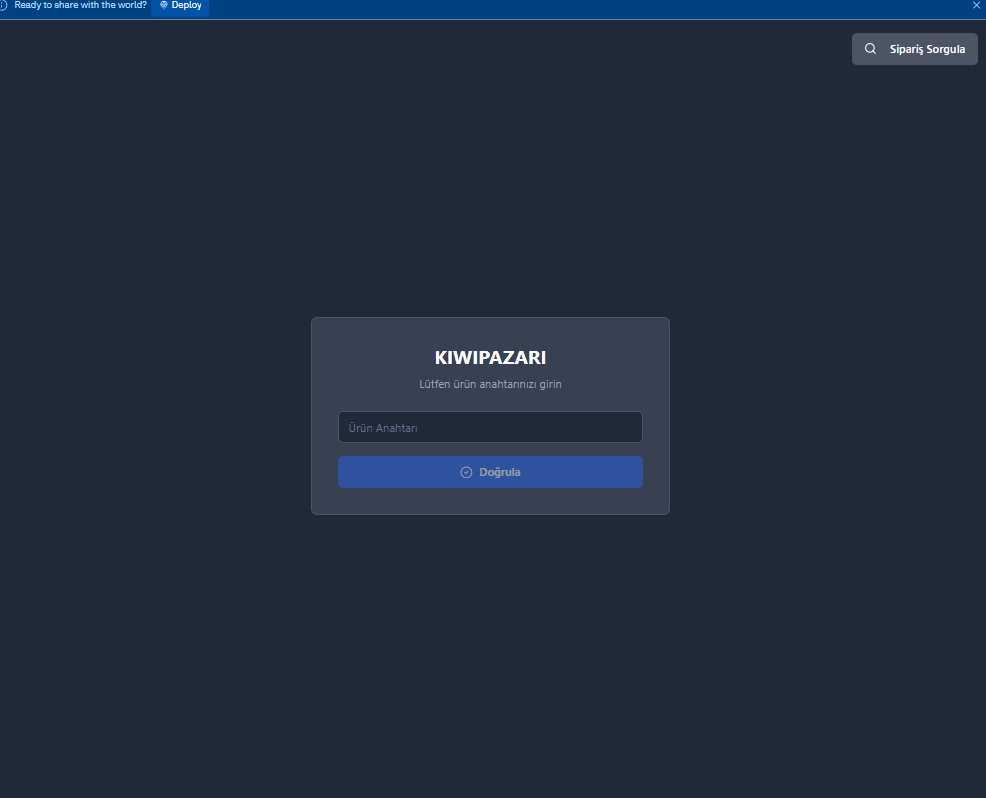 Ready to share with the world? Deploy
Sipariş Sorgula
KIWIPAZARI
Lütfen ürün anahtarınızı girin
Ürün Anahtarı
Doğrula